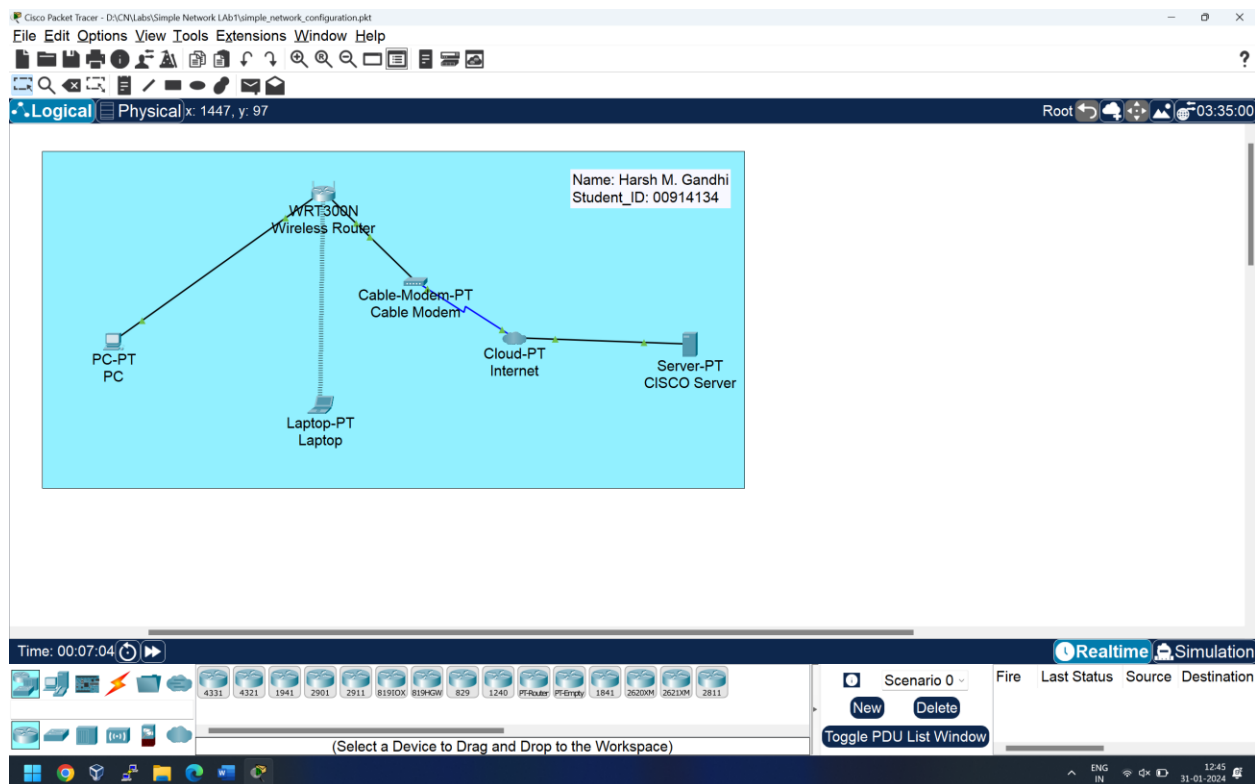 Cisco Packet Tracer - D:\CN\Labs\Simple Network LAb1\simple_network_configuration.pkt
File Edit Options View Tools Extensions Window Help
?
Logical Physical x: 1447, y: 97 Root 03:35:00
Name: Harsh M. Gandhi
Student_ID: 00914134
WRT300N
Wireless Router
Cable-Modem-PT
Cable Modem
Cloud-PT
Internet
Server-PT
CISCO Server
PC-PT
PC
Laptop-PT
Laptop
Time: 00:07:04 Realtime Simulation
4331 4321 1941 2901 2911 819IOX 819HGW 829 1240 PT-Router PT-Empty 1841 2620XM 2621XM 2811
Scenario 0
Fire Last Status Source Destination
New Delete
Toggle PDU List Window
(Select a Device to Drag and Drop to the Workspace)
ENG
IN
12:45
31-01-2024